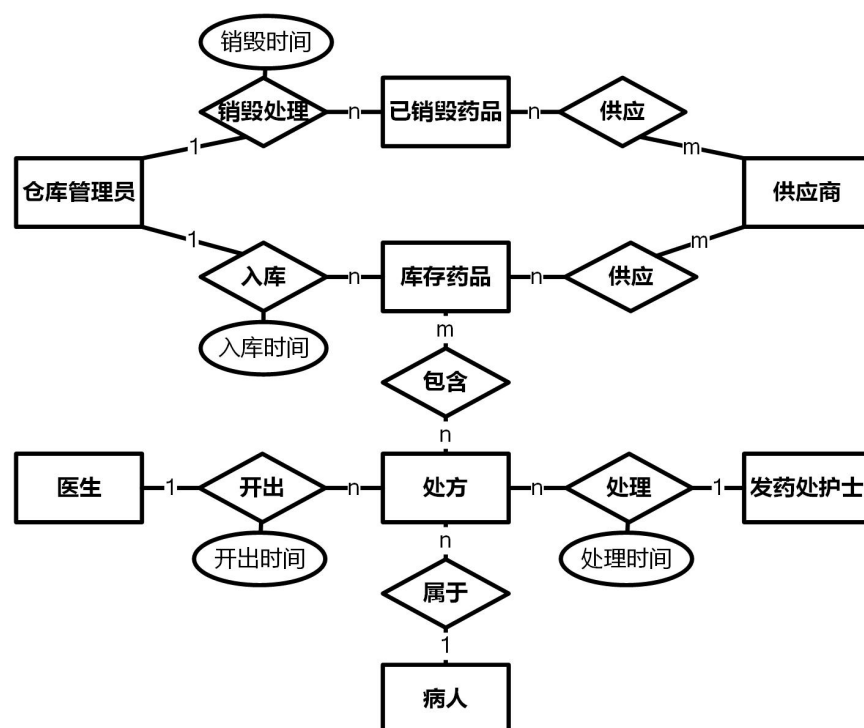 销毁时间
销毁处理
n
已销毁药品
n
供应
1
m
仓库管理员
供应商
1
m
入库
n
库存药品
n
供应
入库时间
m
包含
n
医生
1
开出
n
处方
n
处理
1
发药处护士
开出时间
n
处理时间
属于
1
病人